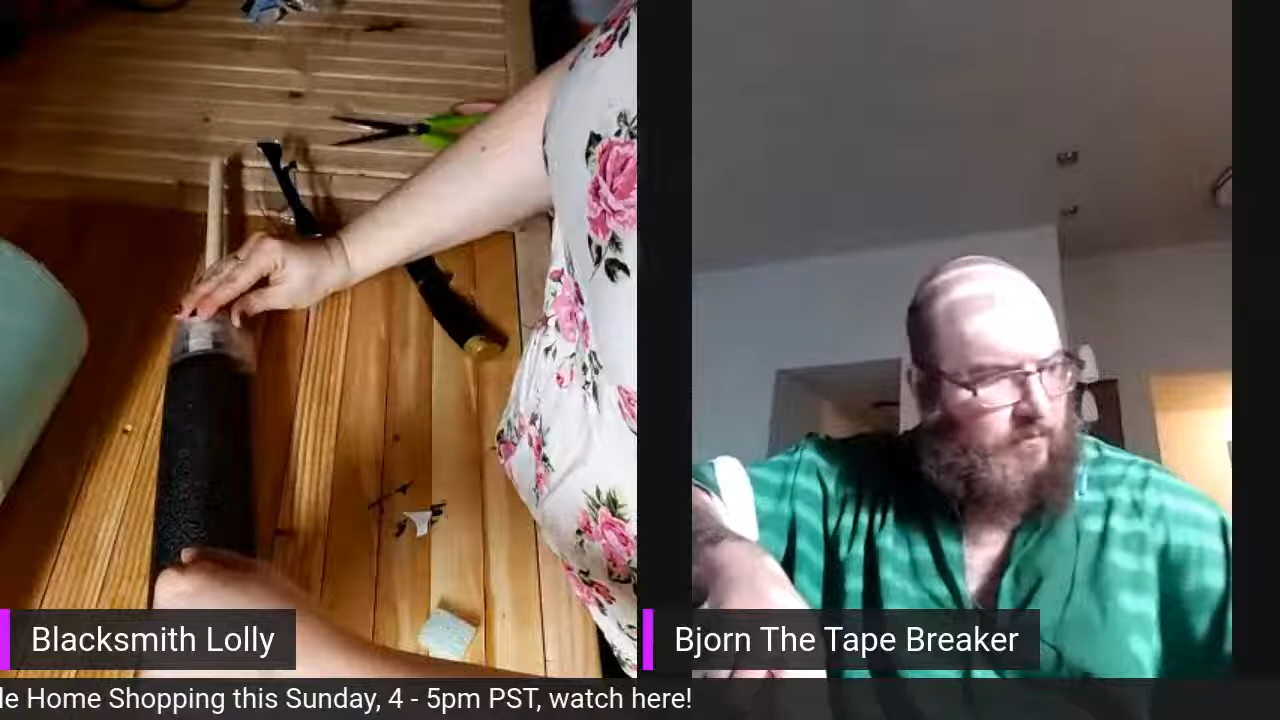 Blacksmith Lolly
Bjorn The Tape Breaker
le Home Shopping this Sunday, 4 - 5pm PST, watch here!